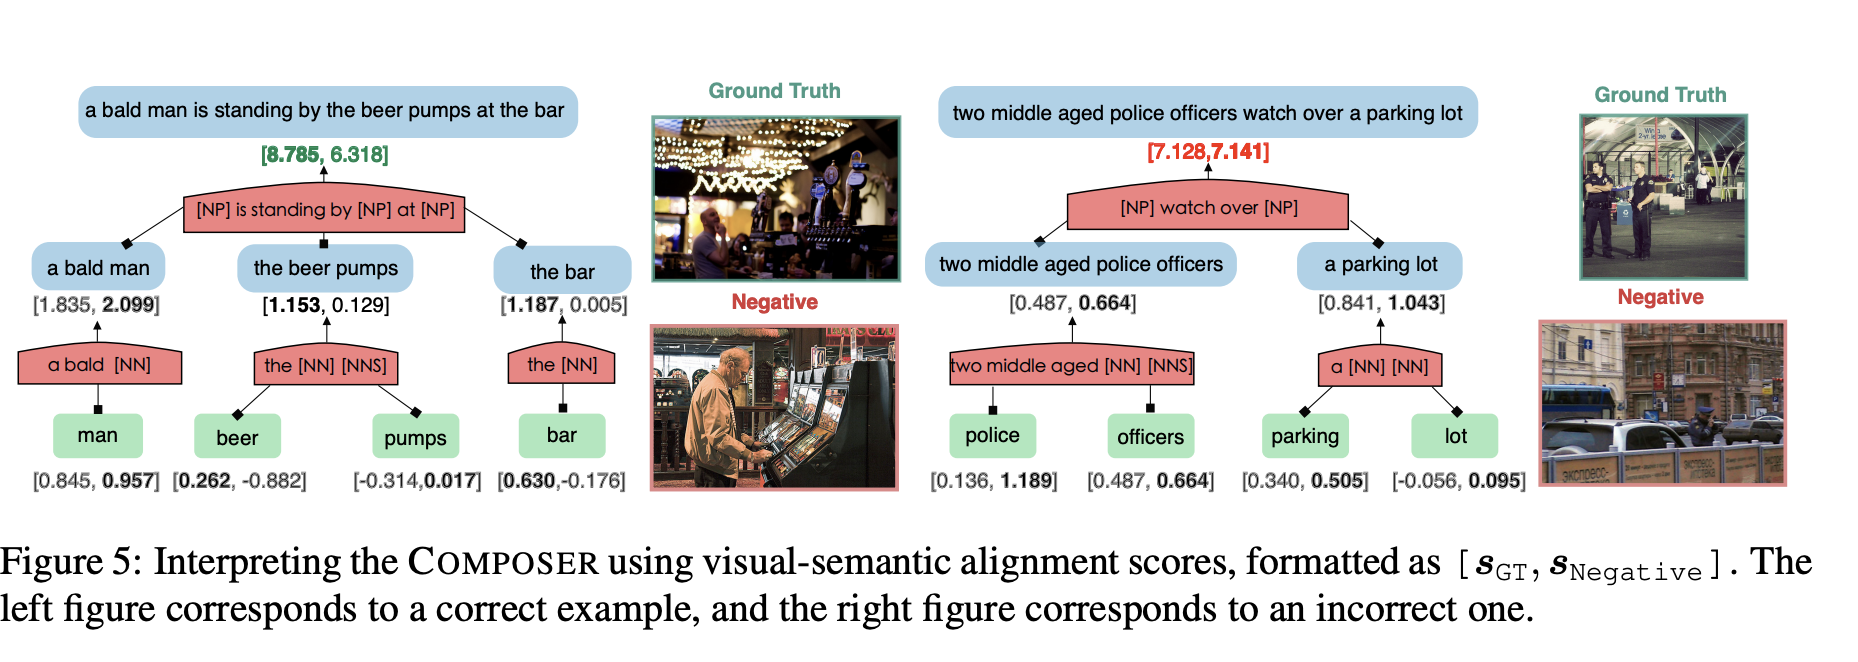 a bald man is standing by the beer pumps at the bar
[8.785, 6.318]
[NP] is standing by [NP] at [NP]
a bald man
the beer pumps
the bar
[1.835, 2.099]
[1.153, 0.129]
[1.187, 0.005]
a bald [NN]
the [NN] [NNS]
the [NN]
man
beer
pumps
bar
[0.845, 0.957]
[0.262, -0.882]
[-0.314,0.017]
[0.630,-0.176]
Ground Truth
Negative
two middle aged police officers watch over a parking lot
[7.128,7.141]
[NP] watch over [NP]
two middle aged police officers
a parking lot
[0.487, 0.664]
[0.841, 1.043]
two middle aged [NN] [NNS]
a [NN] [NN]
police
officers
parking
lot
[0.136, 1.189]
[0.487, 0.664]
[0.340, 0.505]
[-0.056, 0.095]
Ground Truth
Negative
ЭКСПРЕСС-
Figure 5: Interpreting the COMPOSER using visual-semantic alignment scores, formatted as [sGT, sNegative]. The
left figure corresponds to a correct example, and the right figure corresponds to an incorrect one.